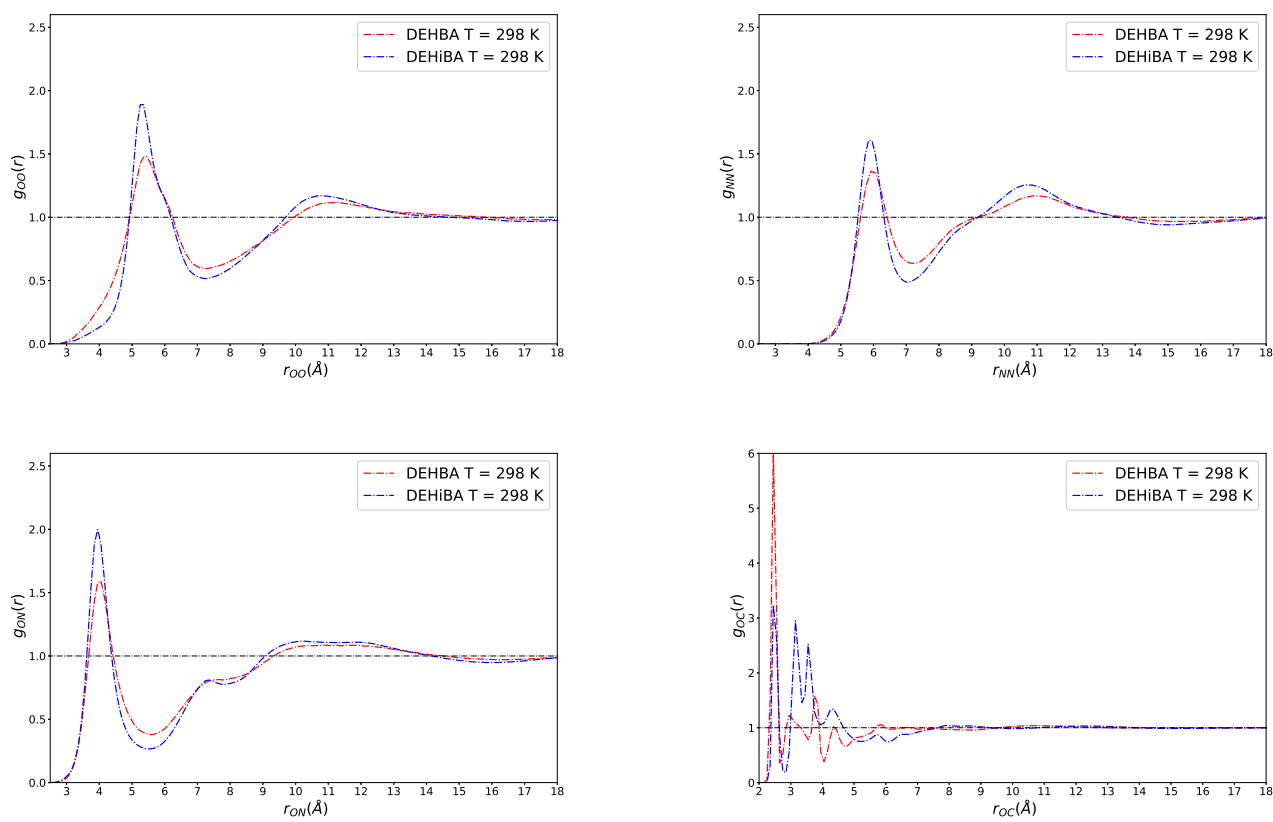 2.5
2.0
1.5
1.0
0.5
0.0
g_OO(r)
DEHBA T = 298 K
DEHiBA T = 298 K
3 4 5 6 7 8 9 10 11 12 13 14 15 16 17 18
r_OO(Å)
2.5
2.0
1.5
1.0
0.5
0.0
g_NN(r)
DEHBA T = 298 K
DEHiBA T = 298 K
3 4 5 6 7 8 9 10 11 12 13 14 15 16 17 18
r_NN(Å)
2.5
2.0
1.5
1.0
0.5
0.0
g_ON(r)
DEHBA T = 298 K
DEHiBA T = 298 K
3 4 5 6 7 8 9 10 11 12 13 14 15 16 17 18
r_ON(Å)
6
5
4
3
2
1
0
g_OC(r)
DEHBA T = 298 K
DEHiBA T = 298 K
2 3 4 5 6 7 8 9 10 11 12 13 14 15 16 17 18
r_OC(Å)